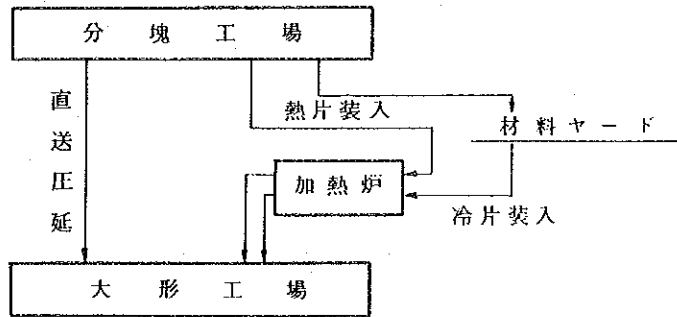 分塊工場
直送圧延
熱片装入
材料ヤード
加熱炉
冷片装入
大形工場